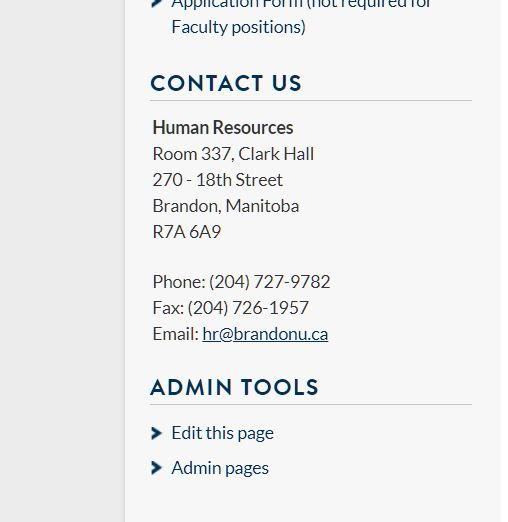 Application Form (not required for
Faculty positions)
CONTACT US
Human Resources
Room 337, Clark Hall
270 - 18th Street
Brandon, Manitoba
R7A 6A9
Phone: (204) 727-9782
Fax: (204) 726-1957
Email: hr@brandonu.ca
ADMIN TOOLS
Edit this page
Admin pages